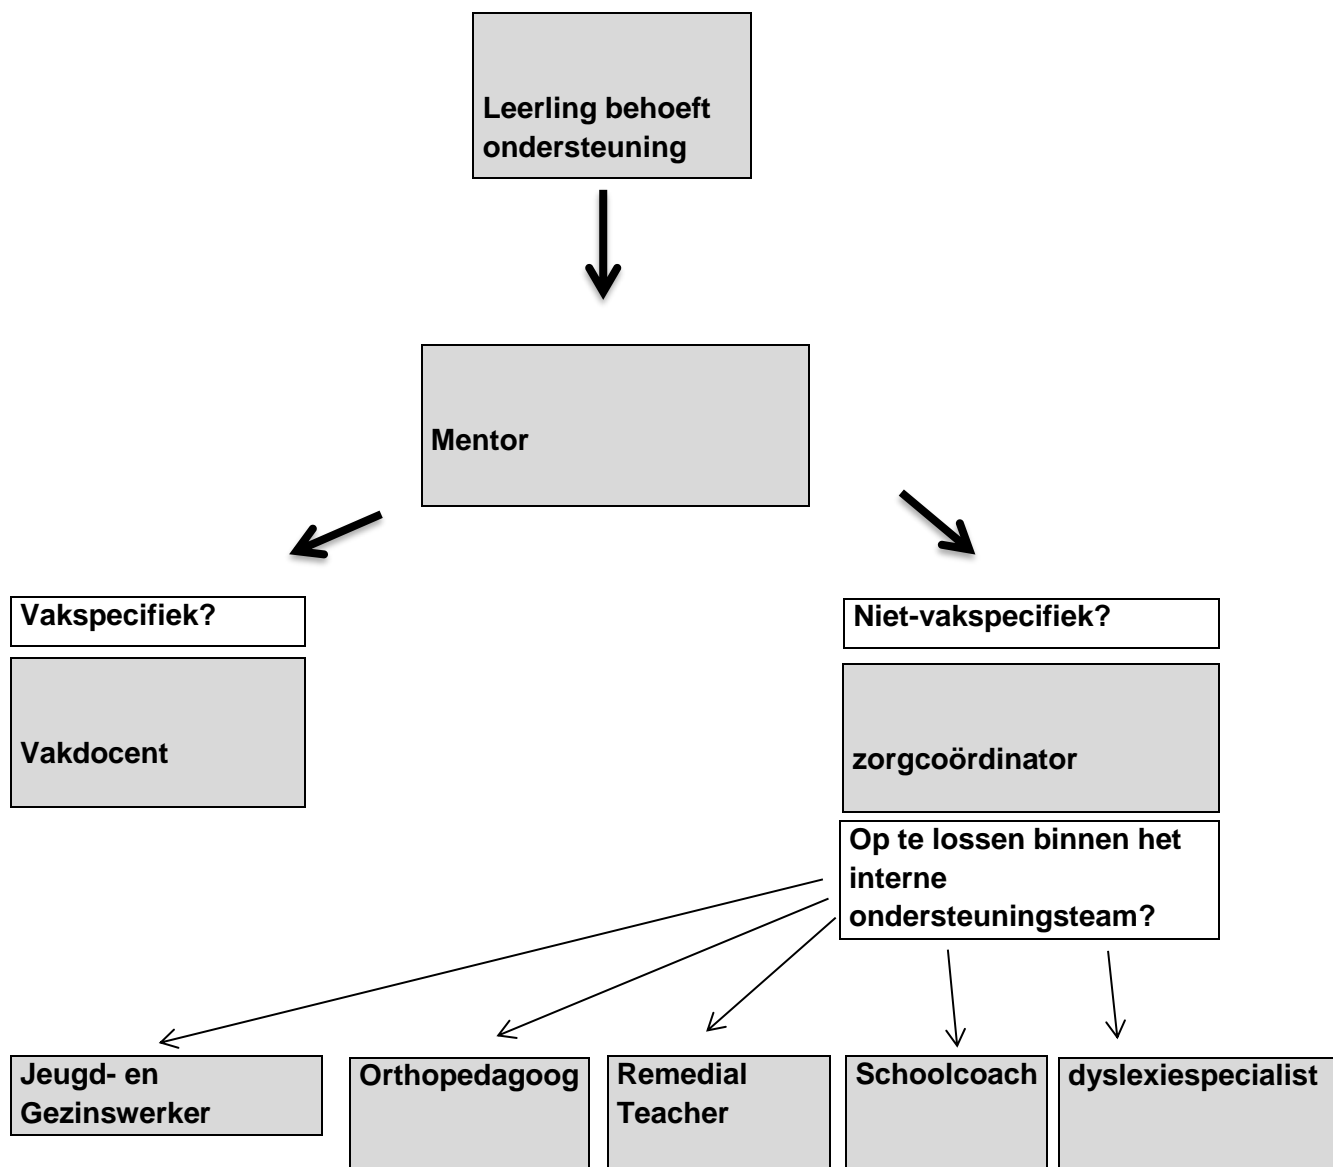 Leerling behoeft
ondersteuning
Mentor
Vakspecifiek?
Niet-vakspecifiek?
Vakdocent
zorgcoördinator
Op te lossen binnen het
interne
ondersteuningsteam?
Jeugd- en
Gezinswerker
Orthopedagoog
Remedial
Teacher
Schoolcoach
dyslexiespecialist